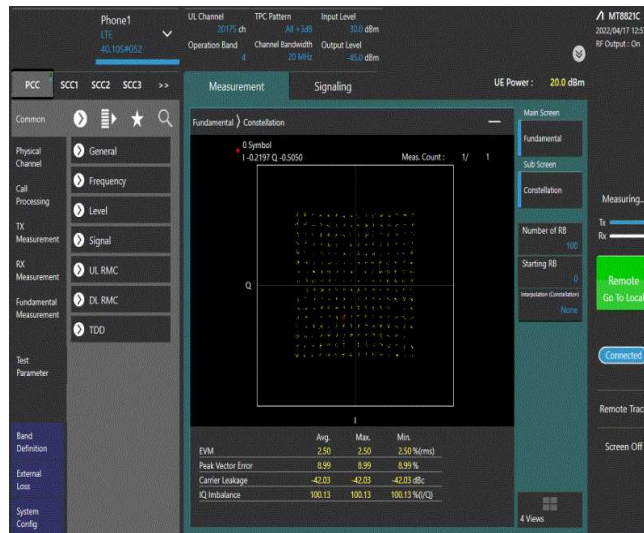 Phone1
LTE
40.10S#052
UL Channel
20175 ch
TPC Pattern
All +3dB
Input Level
30.0 dBm
Operation Band
4
Channel Bandwidth
20 MHz
Output Level
-45.0 dBm
MT8821C
2022/04/17 12:5
RF Output : On
PCC SCC1 SCC2 SCC3 >>
Measurement Signaling
UE Power : 20.0 dBm
Common
Physical
Channel
Call
Processing
TX
Measurement
RX
Measurement
Fundamental
Measurement
Test
Parameter
Band
Definition
External
Loss
System
Config
General
Frequency
Level
Signal
UL RMC
DL RMC
TDD
Fundamental ⟩ Constellation
0 Symbol
I -0.2197 Q -0.5050
Meas. Count : 1/ 1
Q
I
Avg. Max. Min.
EVM 2.50 2.50 2.50 %(rms)
Peak Vector Error 8.99 8.99 8.99 %
Carrier Leakage -42.03 -42.03 -42.03 dBc
IQ Imbalance 100.13 100.13 100.13 %(I/Q)
Main Screen
Fundamental
Sub Screen
Constellation
Number of RB
100
Starting RB
0
Interpolation (Constellation)
None
4 Views
Measuring..
Tx
Rx
Remote
Go To Local
Connected
Remote Trac
Screen Off